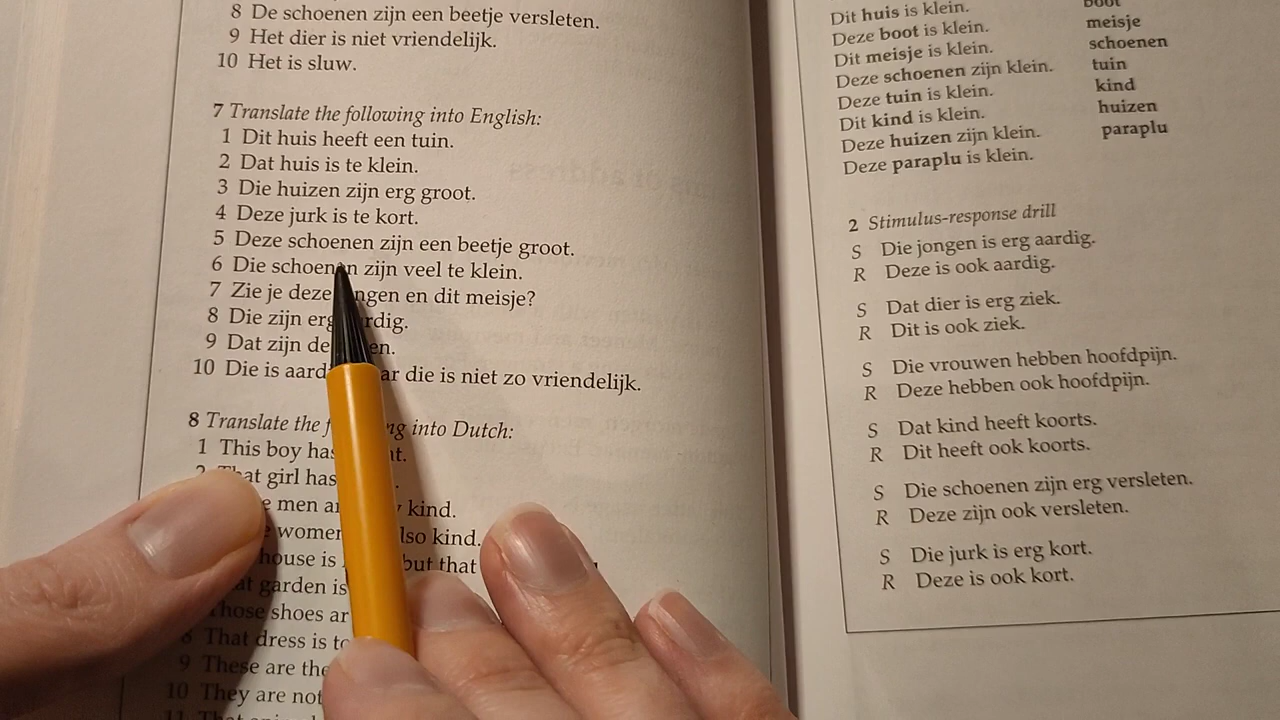 8 De schoenen zijn een beetje versleten.
9 Het dier is niet vriendelijk.
10 Het is sluw.
7 Translate the following into English:
1 Dit huis heeft een tuin.
2 Dat huis is te klein.
3 Die huizen zijn erg groot.
4 Deze jurk is te kort.
5 Deze schoenen zijn een beetje groot.
6 Die schoenen zijn veel te klein.
7 Zie je deze ngen en dit meisje?
8 Die zijn erg rdig.
9 Dat zijn de en.
10 Die is aard ar die is niet zo vriendelijk.
8 Translate the f ng into Dutch:
1 This boy has t.
2 That girl has
e men a kind.
women lso kind.
house is but that
at garden is
Those shoes ar
8 That dress is to
9 These are the
10 They are not
11
Dit huis is klein.
Deze boot is klein.
Dit meisje is klein.
Deze schoenen zijn klein.
Deze tuin is klein.
Dit kind is klein.
Deze huizen zijn klein.
Deze paraplu is klein.
boot
meisje
schoenen
tuin
kind
huizen
paraplu
2 Stimulus-response drill
S Die jongen is erg aardig.
R Deze is ook aardig.
S Dat dier is erg ziek.
R Dit is ook ziek.
S Die vrouwen hebben hoofdpijn.
R Deze hebben ook hoofdpijn.
S Dat kind heeft koorts.
R Dit heeft ook koorts.
S Die schoenen zijn erg versleten.
R Deze zijn ook versleten.
S Die jurk is erg kort.
R Deze is ook kort.